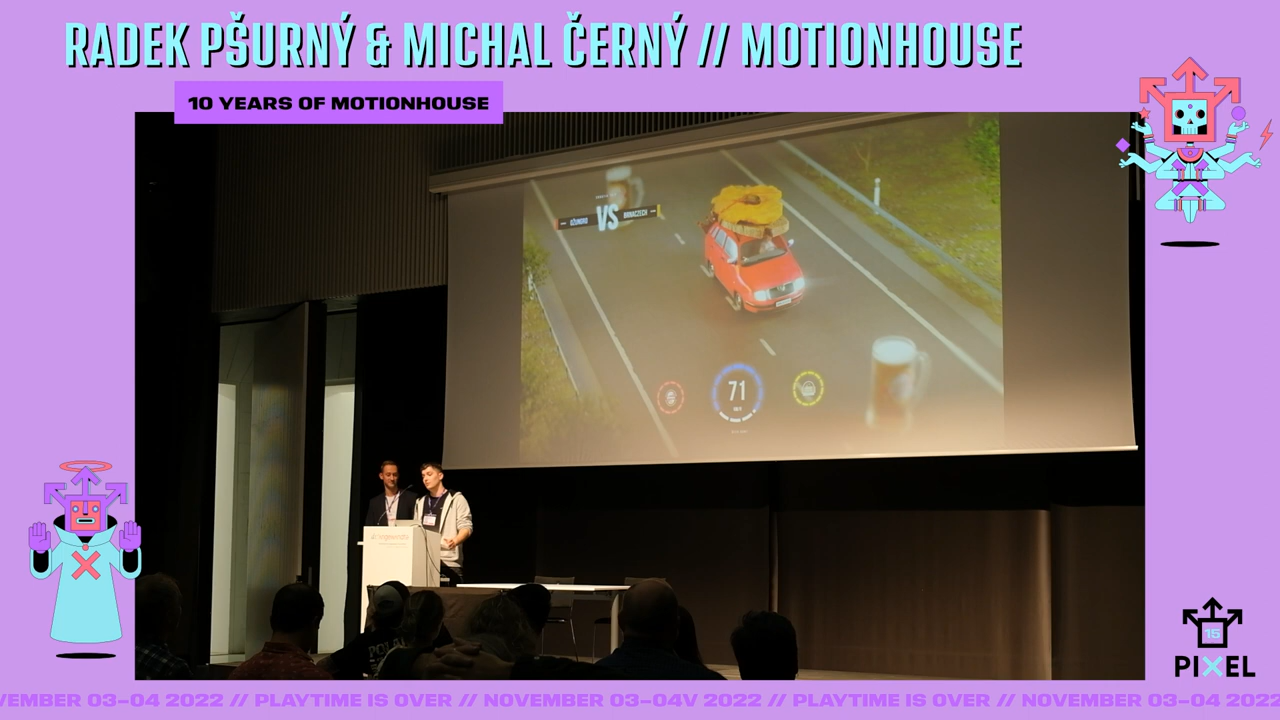 RADEK PŠURNÝ & MICHAL ČERNÝ // MOTIONHOUSE
10 YEARS OF MOTIONHOUSE
VS
71
15
PIXEL
VEMBER 03-04 2022 // PLAYTIME IS OVER // NOVEMBER 03-04V 2022 // PLAYTIME IS OVER // NOVEMBER 03-04 2022